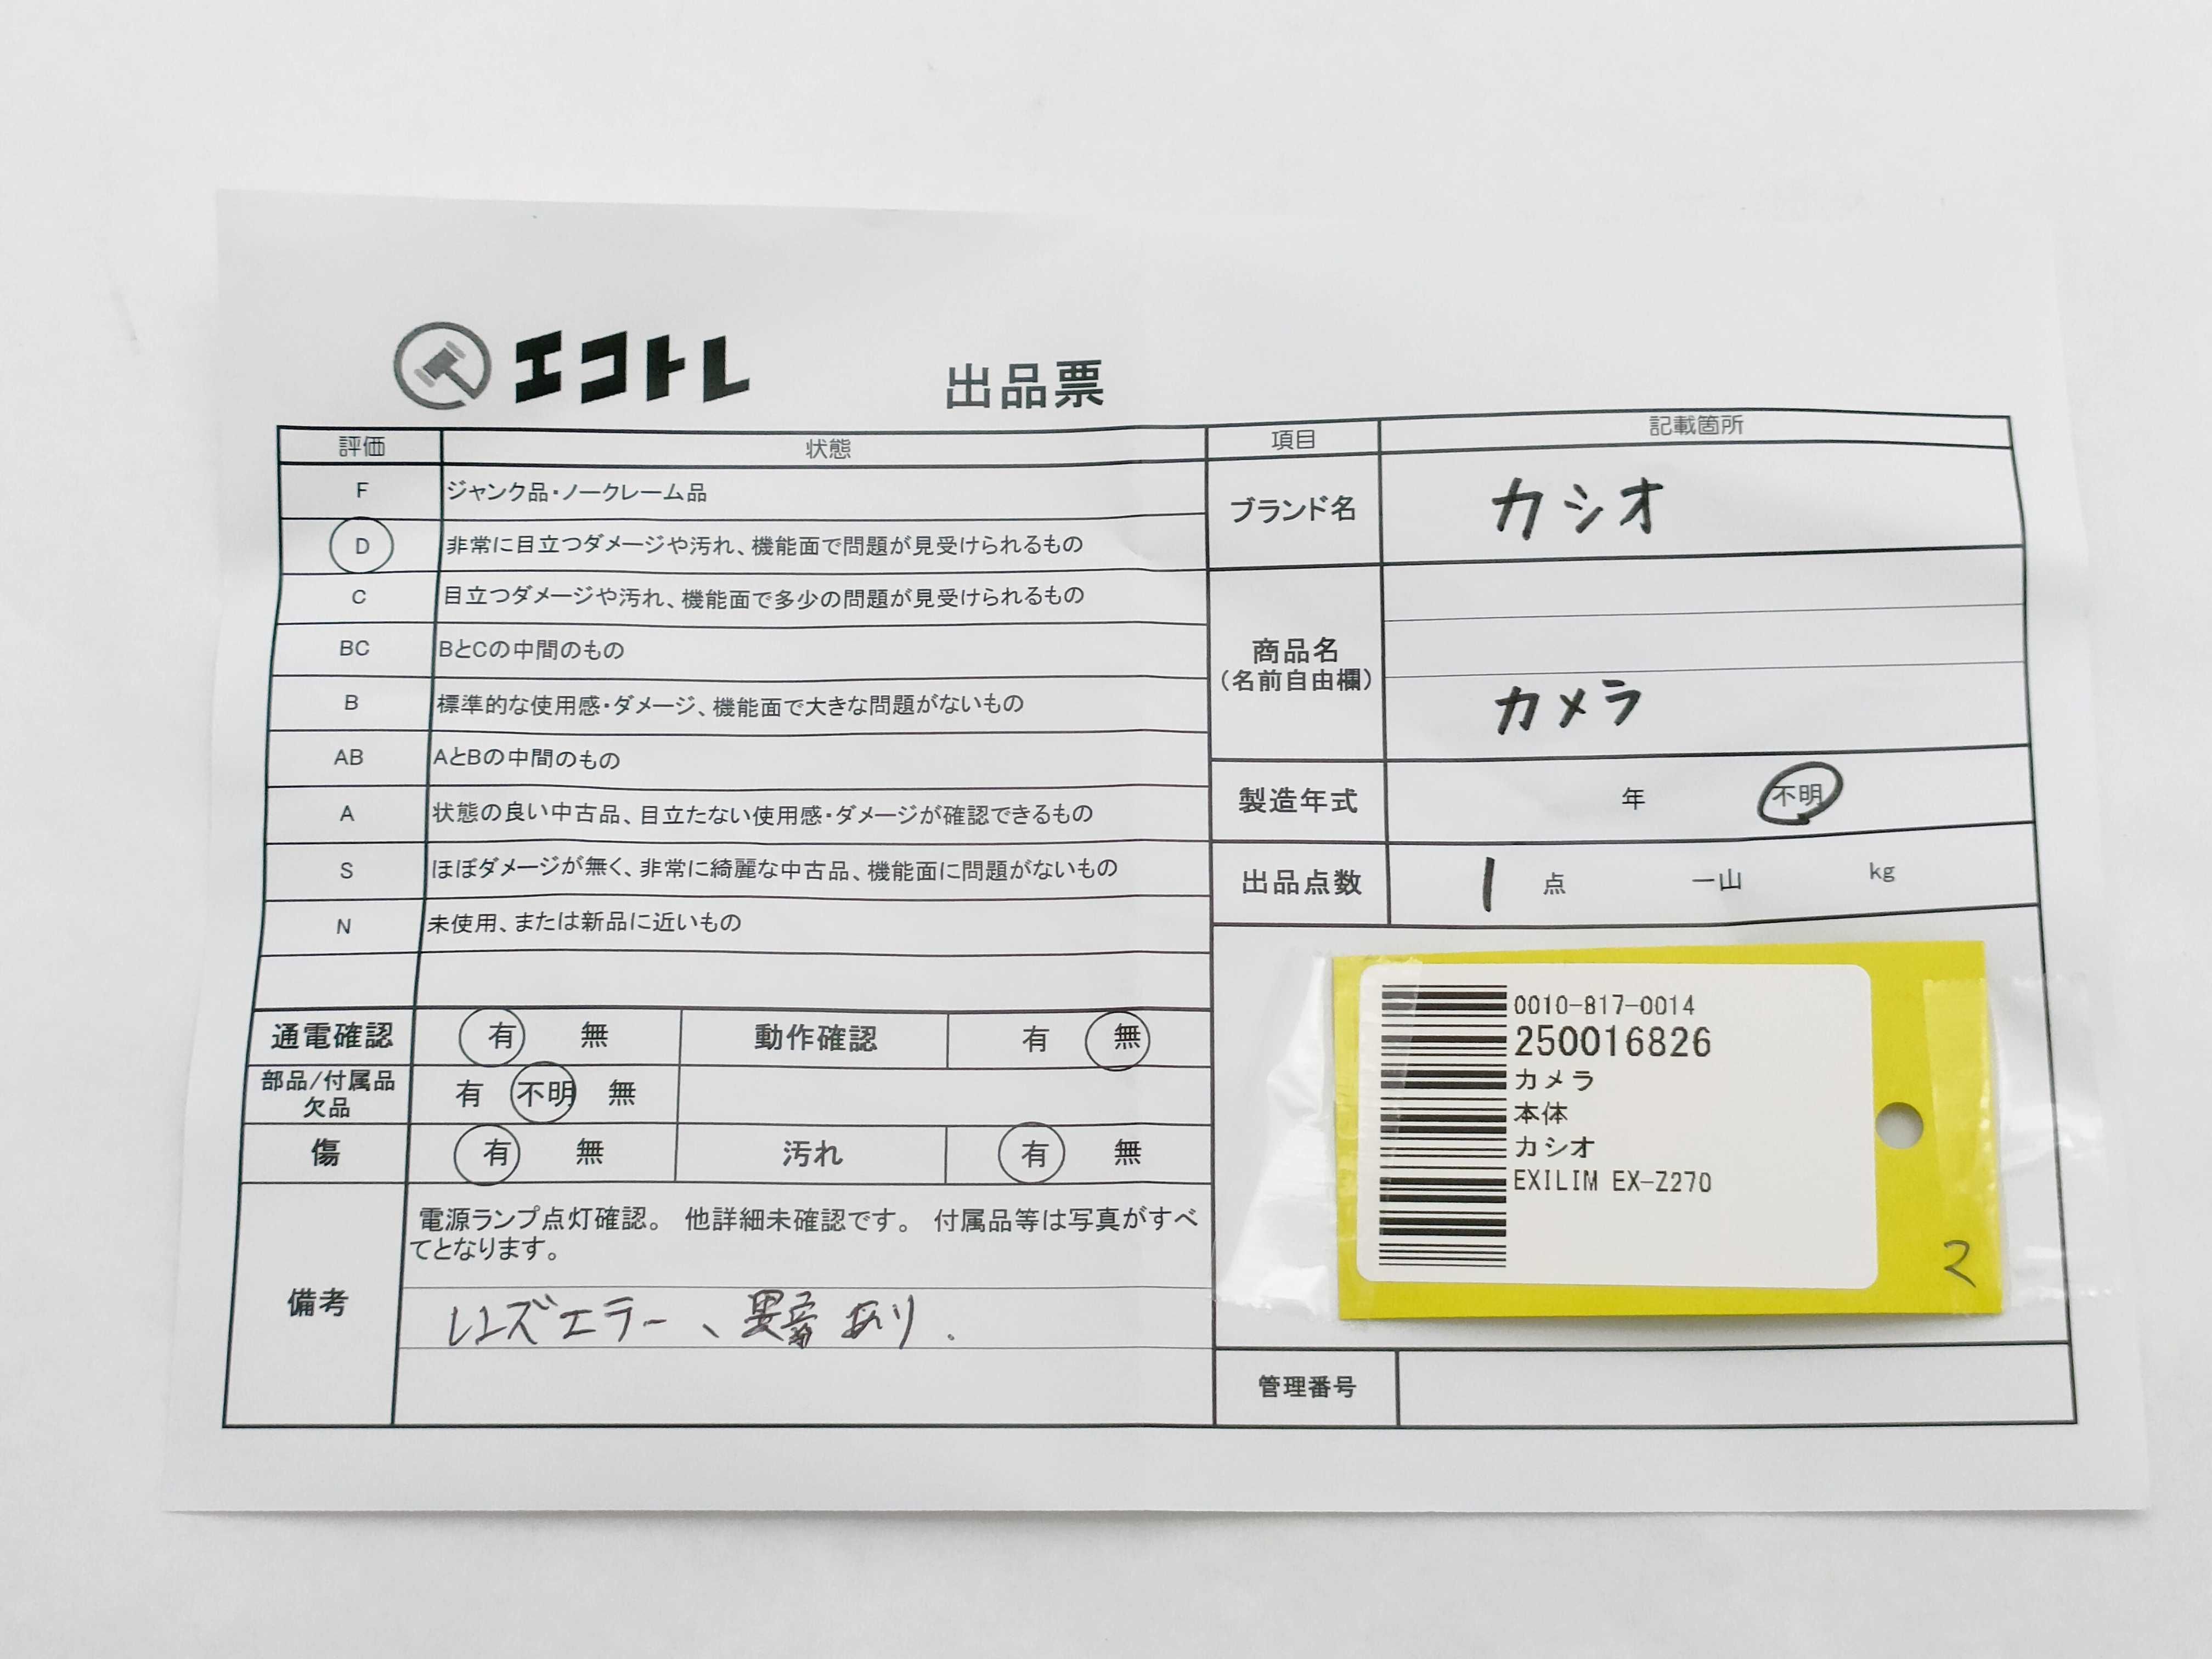 エコトレ
出品票
評価 状態
F ジャンク品・ノークレーム品
D 非常に目立つダメージや汚れ、機能面で問題が見受けられるもの
C 目立つダメージや汚れ、機能面で多少の問題が見受けられるもの
BC BとCの中間のもの
B 標準的な使用感・ダメージ、機能面で大きな問題がないもの
AB AとBの中間のもの
A 状態の良い中古品、目立たない使用感・ダメージが確認できるもの
S ほぼダメージが無く、非常に綺麗な中古品、機能面に問題がないもの
N 未使用、または新品に近いもの
通電確認 有 無 動作確認 有 無
部品/付属品
欠品 有 不明 無
傷 有 無 汚れ 有 無
備考
電源ランプ点灯確認。 他詳細未確認です。 付属品等は写真がすべ
てとなります。
レンズエラー、異音あり.
項目 記載箇所
ブランド名 カシオ
商品名
(名前自由欄)
カメラ
製造年式 年 不明
出品点数 1 点 一山 kg
0010-817-0014
250016826
カメラ
本体
カシオ
EXILIM EX-Z270
管理番号